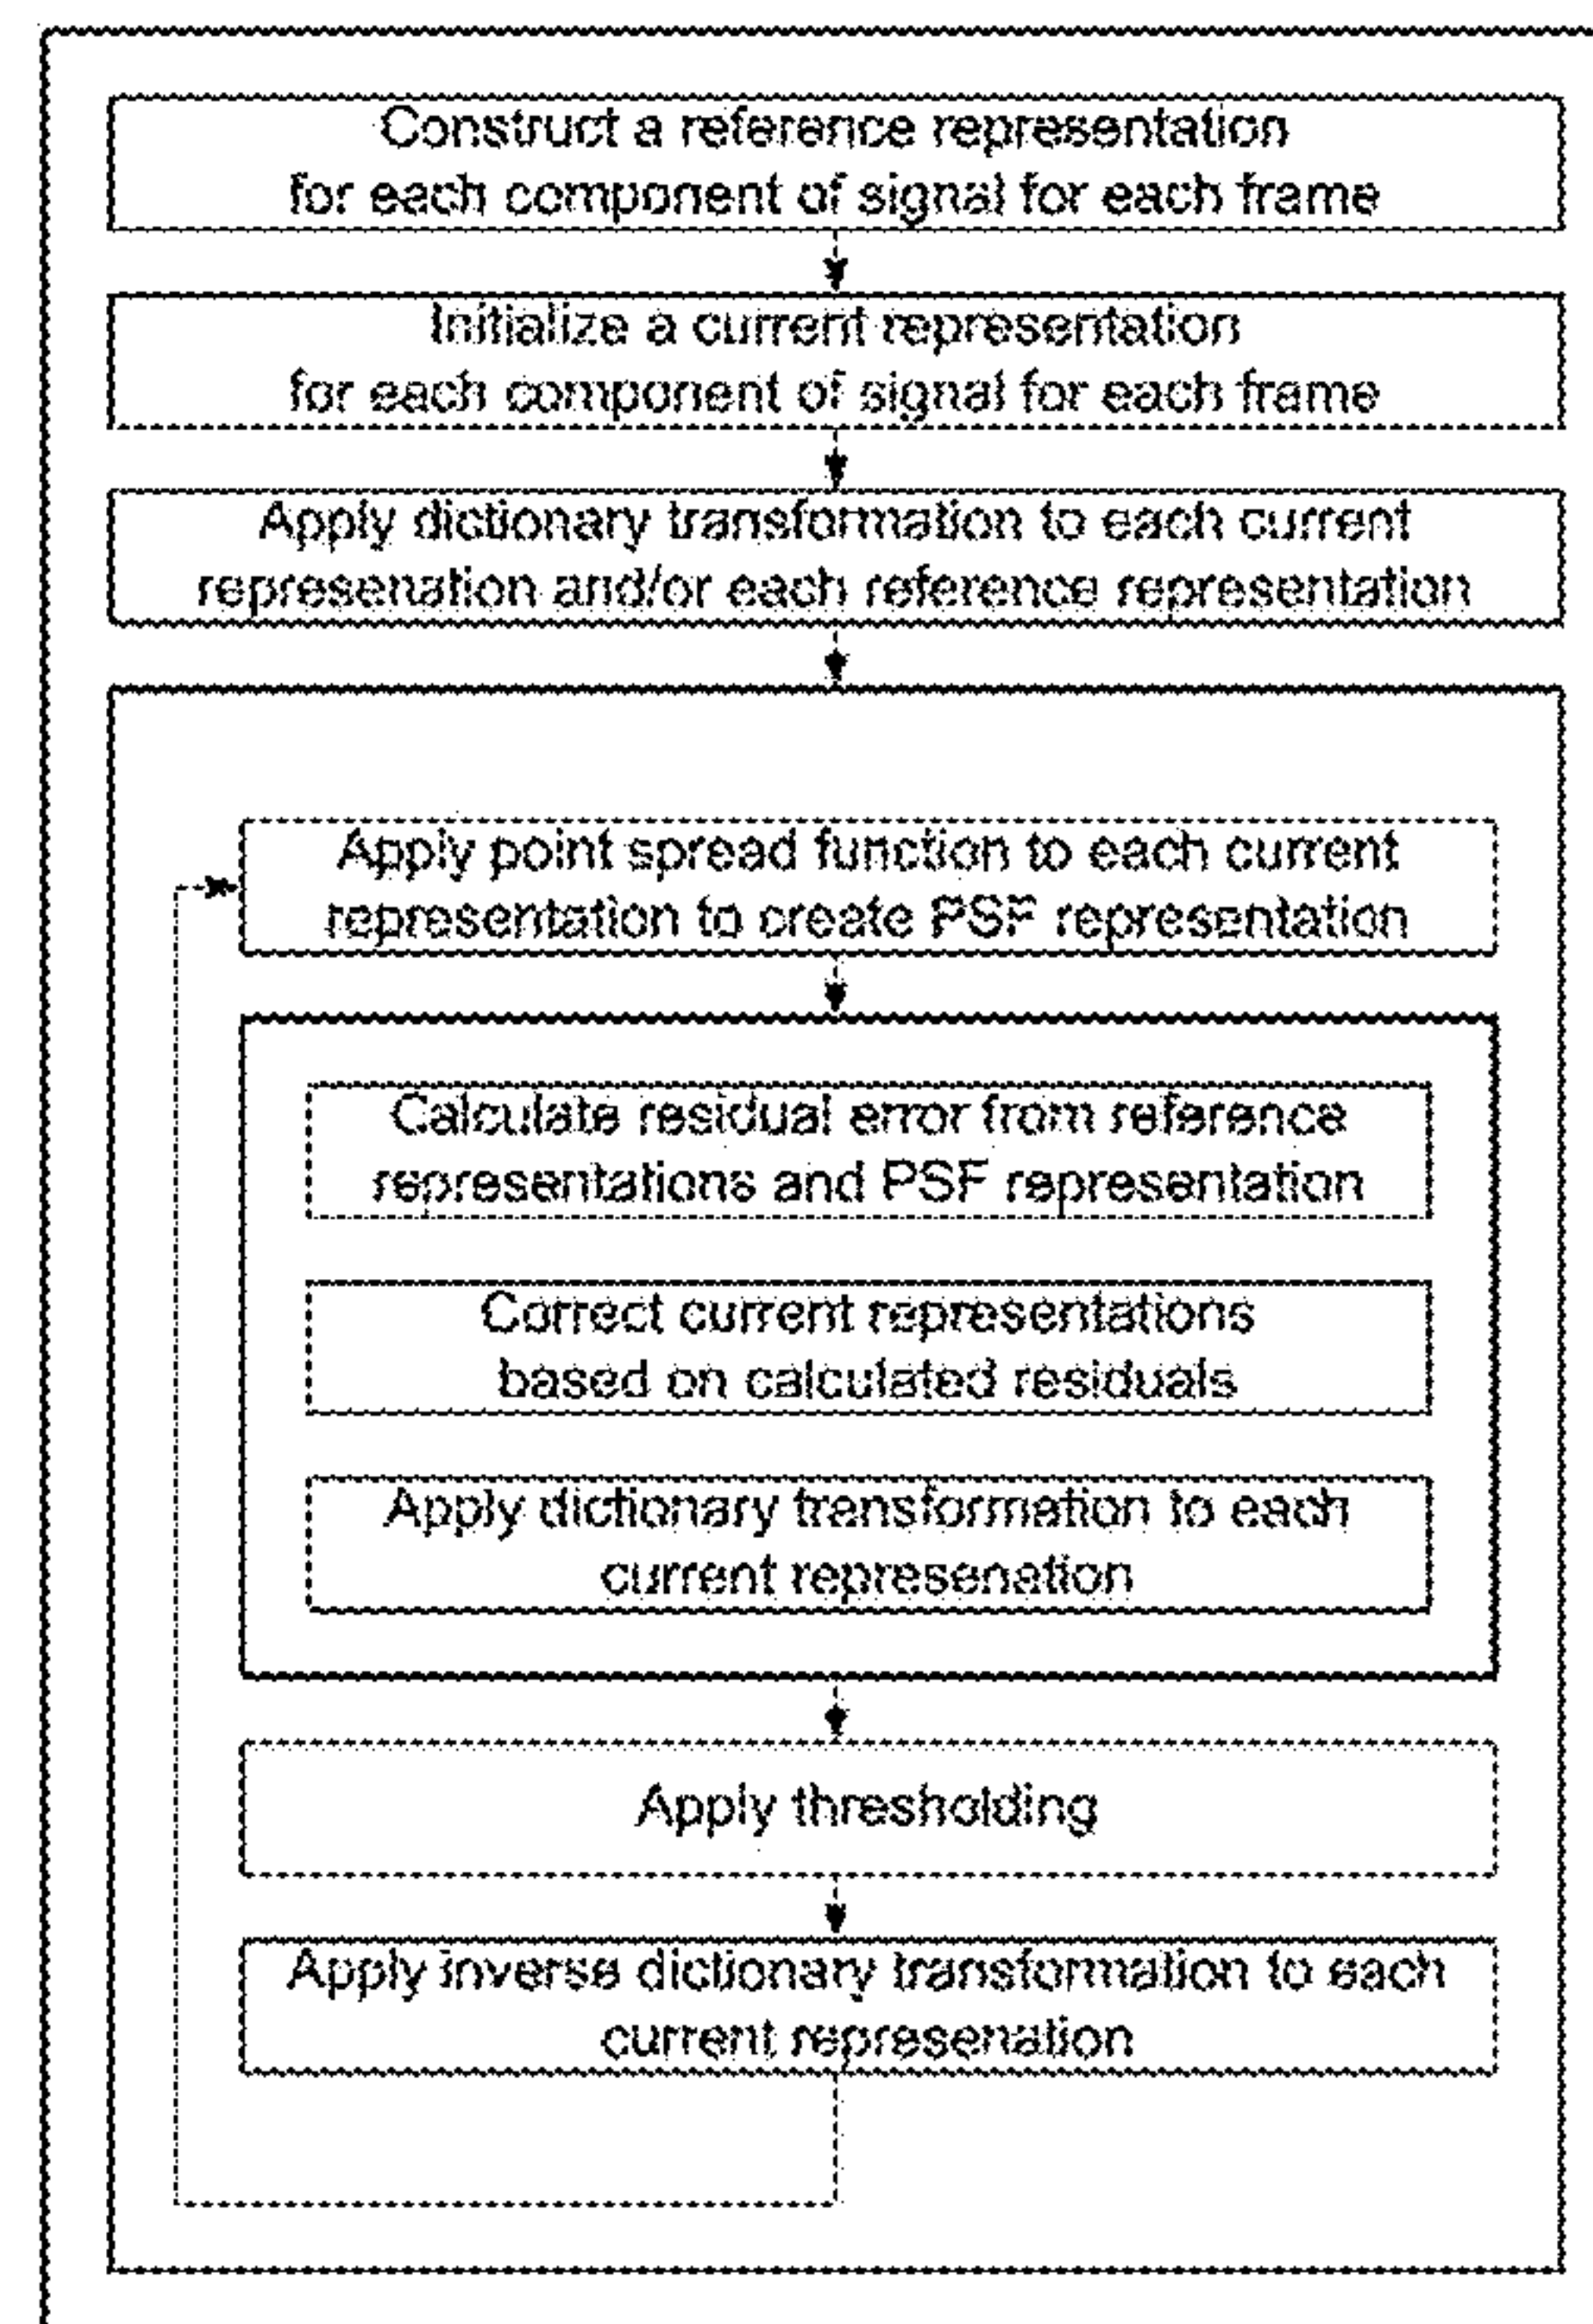 Construct a reference representation
for each component of signal for each frame
Initialize a current representation
for each component of signal for each frame
Apply dictionary transformation to each current
represenation and/or each reference representation
Apply point spread function to each current
representation to create PSF representation
Calculate residual error from reference
representations and PSF representation
Correct current representations
based on calculated residuals
Apply dictionary transformation to each
current represenation
Apply thresholding
Apply inverse dictionary transformation to each
current represenation